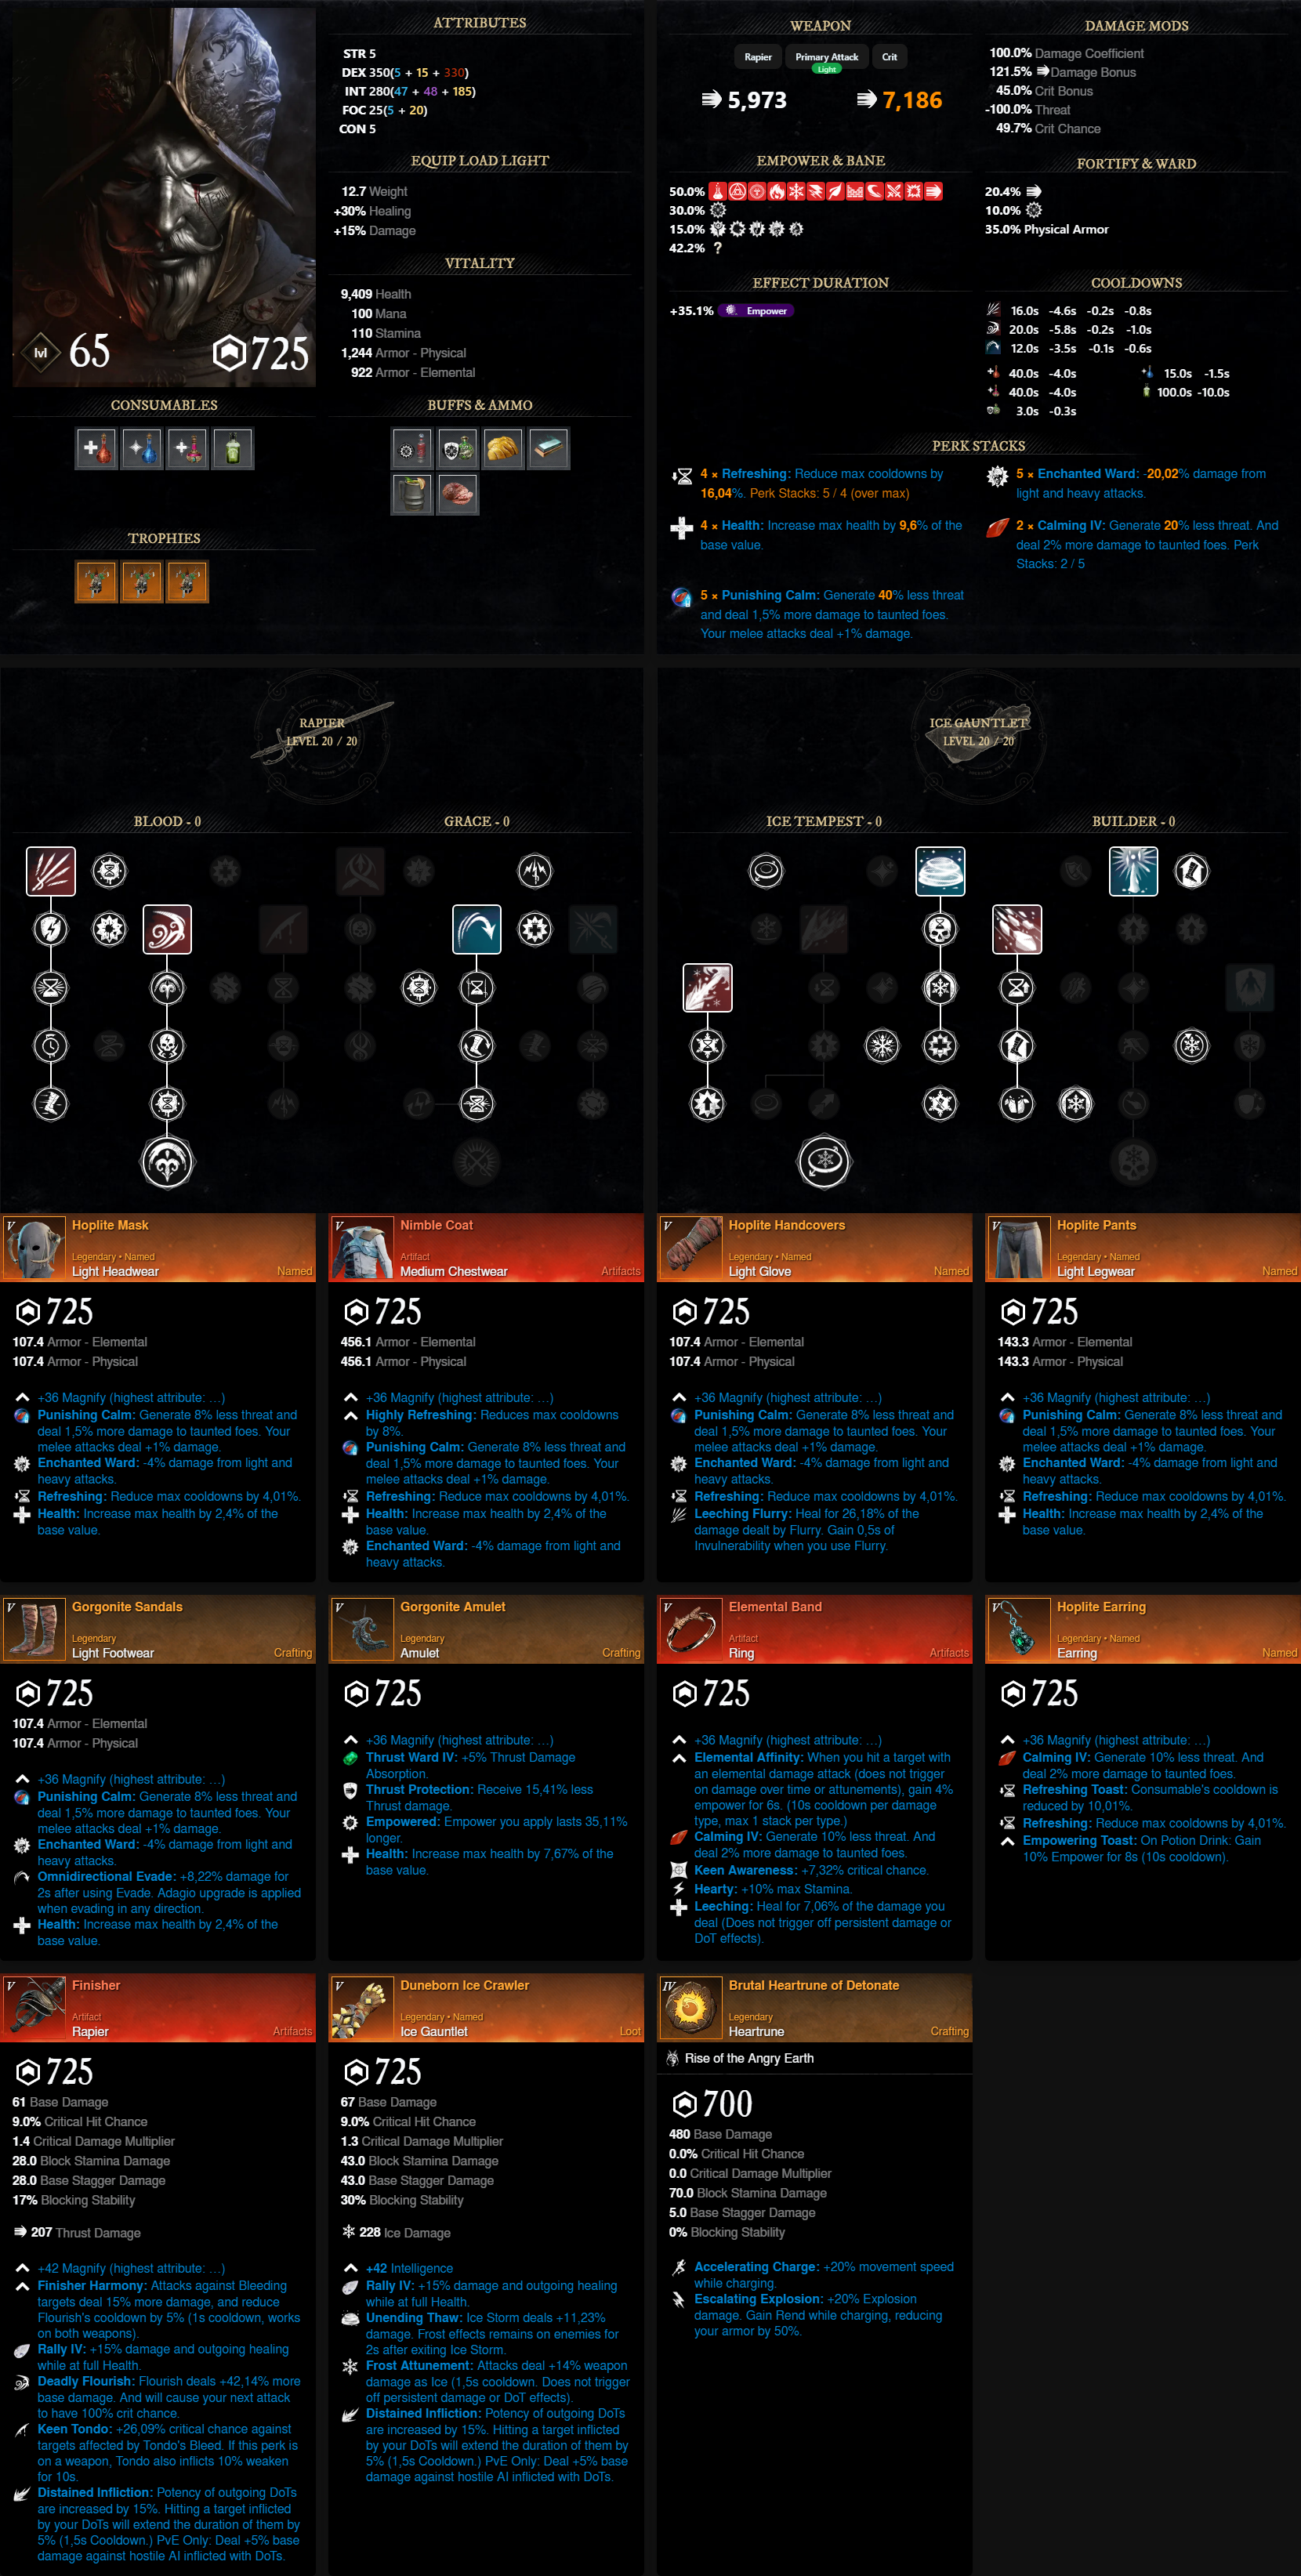 ATTRIBUTES
STR 5
DEX 350(5 + 15 + 330)
INT 280(47 + 48 + 185)
FOC 25(5 + 20)
CON 5
EQUIP LOAD LIGHT
12.7 Weight
+30% Healing
+15% Damage
VITALITY
9,409 Health
100 Mana
110 Stamina
1,244 Armor - Physical
922 Armor - Elemental
lvl 65
725
CONSUMABLES
BUFFS & AMMO
TROPHIES
WEAPON
Rapier
Primary Attack
Crit
Light
5,973
7,186
DAMAGE MODS
100.0% Damage Coefficient
121.5% Damage Bonus
45.0% Crit Bonus
-100.0% Threat
49.7% Crit Chance
EMPOWER & BANE
50.0%
30.0%
15.0%
42.2% ?
FORTIFY & WARD
20.4%
10.0%
35.0% Physical Armor
EFFECT DURATION
+35.1% Empower
COOLDOWNS
16.0s -4.6s -0.2s -0.8s
20.0s -5.8s -0.2s -1.0s
12.0s -3.5s -0.1s -0.6s
40.0s -4.0s 15.0s -1.5s
40.0s -4.0s 100.0s -10.0s
3.0s -0.3s
PERK STACKS
4 × Refreshing: Reduce max cooldowns by
16,04%. Perk Stacks: 5 / 4 (over max)
5 × Enchanted Ward: -20,02% damage from
light and heavy attacks.
4 × Health: Increase max health by 9,6% of the
base value.
2 × Calming IV: Generate 20% less threat. And
deal 2% more damage to taunted foes. Perk
Stacks: 2 / 5
5 × Punishing Calm: Generate 40% less threat
and deal 1,5% more damage to taunted foes.
Your melee attacks deal +1% damage.
RAPIER
LEVEL 20 / 20
BLOOD - 0
GRACE - 0
ICE GAUNTLET
LEVEL 20 / 20
ICE TEMPEST - 0
BUILDER - 0
V
Hoplite Mask
Legendary • Named
Light Headwear
Named
725
107.4 Armor - Elemental
107.4 Armor - Physical
+36 Magnify (highest attribute: …)
Punishing Calm: Generate 8% less threat and
deal 1,5% more damage to taunted foes. Your
melee attacks deal +1% damage.
Enchanted Ward: -4% damage from light and
heavy attacks.
Refreshing: Reduce max cooldowns by 4,01%.
Health: Increase max health by 2,4% of the
base value.
V
Nimble Coat
Artifact
Medium Chestwear
Artifacts
725
456.1 Armor - Elemental
456.1 Armor - Physical
+36 Magnify (highest attribute: …)
Highly Refreshing: Reduces max cooldowns
by 8%.
Punishing Calm: Generate 8% less threat and
deal 1,5% more damage to taunted foes. Your
melee attacks deal +1% damage.
Refreshing: Reduce max cooldowns by 4,01%.
Health: Increase max health by 2,4% of the
base value.
Enchanted Ward: -4% damage from light and
heavy attacks.
V
Hoplite Handcovers
Legendary • Named
Light Glove
Named
725
107.4 Armor - Elemental
107.4 Armor - Physical
+36 Magnify (highest attribute: …)
Punishing Calm: Generate 8% less threat and
deal 1,5% more damage to taunted foes. Your
melee attacks deal +1% damage.
Enchanted Ward: -4% damage from light and
heavy attacks.
Refreshing: Reduce max cooldowns by 4,01%.
Leeching Flurry: Heal for 26,18% of the
damage dealt by Flurry. Gain 0,5s of
Invulnerability when you use Flurry.
V
Hoplite Pants
Legendary • Named
Light Legwear
Named
725
143.3 Armor - Elemental
143.3 Armor - Physical
+36 Magnify (highest attribute: …)
Punishing Calm: Generate 8% less threat and
deal 1,5% more damage to taunted foes. Your
melee attacks deal +1% damage.
Enchanted Ward: -4% damage from light and
heavy attacks.
Refreshing: Reduce max cooldowns by 4,01%.
Health: Increase max health by 2,4% of the
base value.
V
Gorgonite Sandals
Legendary
Light Footwear
Crafting
725
107.4 Armor - Elemental
107.4 Armor - Physical
+36 Magnify (highest attribute: …)
Punishing Calm: Generate 8% less threat and
deal 1,5% more damage to taunted foes. Your
melee attacks deal +1% damage.
Enchanted Ward: -4% damage from light and
heavy attacks.
Omnidirectional Evade: +8,22% damage for
2s after using Evade. Adagio upgrade is applied
when evading in any direction.
Health: Increase max health by 2,4% of the
base value.
V
Gorgonite Amulet
Legendary
Amulet
Crafting
725
+36 Magnify (highest attribute: …)
Thrust Ward IV: +5% Thrust Damage
Absorption.
Thrust Protection: Receive 15,41% less
Thrust damage.
Empowered: Empower you apply lasts 35,11%
longer.
Health: Increase max health by 7,67% of the
base value.
V
Elemental Band
Artifact
Ring
Artifacts
725
+36 Magnify (highest attribute: …)
Elemental Affinity: When you hit a target with
an elemental damage attack (does not trigger
on damage over time or attunements), gain 4%
empower for 6s. (10s cooldown per damage
type, max 1 stack per type.)
Calming IV: Generate 10% less threat. And
deal 2% more damage to taunted foes.
Keen Awareness: +7,32% critical chance.
Hearty: +10% max Stamina.
Leeching: Heal for 7,06% of the damage you
deal (Does not trigger off persistent damage or
DoT effects).
V
Hoplite Earring
Legendary • Named
Earring
Named
725
+36 Magnify (highest attribute: …)
Calming IV: Generate 10% less threat. And
deal 2% more damage to taunted foes.
Refreshing Toast: Consumable's cooldown is
reduced by 10,01%.
Refreshing: Reduce max cooldowns by 4,01%.
Empowering Toast: On Potion Drink: Gain
10% Empower for 8s (10s cooldown).
V
Finisher
Artifact
Rapier
Artifacts
725
61 Base Damage
9.0% Critical Hit Chance
1.4 Critical Damage Multiplier
28.0 Block Stamina Damage
28.0 Base Stagger Damage
17% Blocking Stability
207 Thrust Damage
+42 Magnify (highest attribute: …)
Finisher Harmony: Attacks against Bleeding
targets deal 15% more damage, and reduce
Flourish's cooldown by 5% (1s cooldown, works
on both weapons).
Rally IV: +15% damage and outgoing healing
while at full Health.
Deadly Flourish: Flourish deals +42,14% more
base damage. And will cause your next attack
to have 100% crit chance.
Keen Tondo: +26,09% critical chance against
targets affected by Tondo's Bleed. If this perk is
on a weapon, Tondo also inflicts 10% weaken
for 10s.
Distained Infliction: Potency of outgoing DoTs
are increased by 15%. Hitting a target inflicted
by your DoTs will extend the duration of them by
5% (1,5s Cooldown.) PvE Only: Deal +5% base
damage against hostile AI inflicted with DoTs.
V
Duneborn Ice Crawler
Legendary • Named
Ice Gauntlet
Loot
725
67 Base Damage
9.0% Critical Hit Chance
1.3 Critical Damage Multiplier
43.0 Block Stamina Damage
43.0 Base Stagger Damage
30% Blocking Stability
228 Ice Damage
+42 Intelligence
Rally IV: +15% damage and outgoing healing
while at full Health.
Unending Thaw: Ice Storm deals +11,23%
damage. Frost effects remains on enemies for
2s after exiting Ice Storm.
Frost Attunement: Attacks deal +14% weapon
damage as Ice (1,5s cooldown. Does not trigger
off persistent damage or DoT effects).
Distained Infliction: Potency of outgoing DoTs
are increased by 15%. Hitting a target inflicted
by your DoTs will extend the duration of them by
5% (1,5s Cooldown.) PvE Only: Deal +5% base
damage against hostile AI inflicted with DoTs.
IV
Brutal Heartrune of Detonate
Legendary
Heartrune
Crafting
Rise of the Angry Earth
700
480 Base Damage
0.0% Critical Hit Chance
0.0 Critical Damage Multiplier
70.0 Block Stamina Damage
5.0 Base Stagger Damage
0% Blocking Stability
Accelerating Charge: +20% movement speed
while charging.
Escalating Explosion: +20% Explosion
damage. Gain Rend while charging, reducing
your armor by 50%.